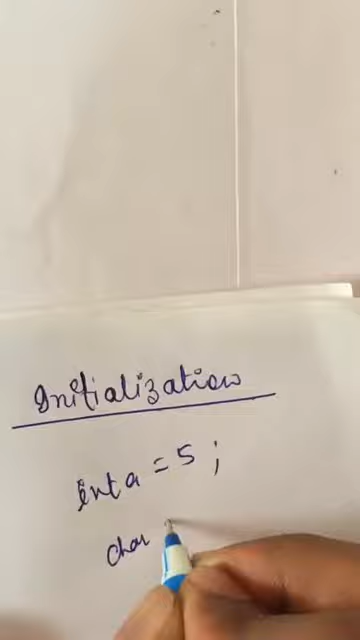 Initialization
int a = 5 ;
char